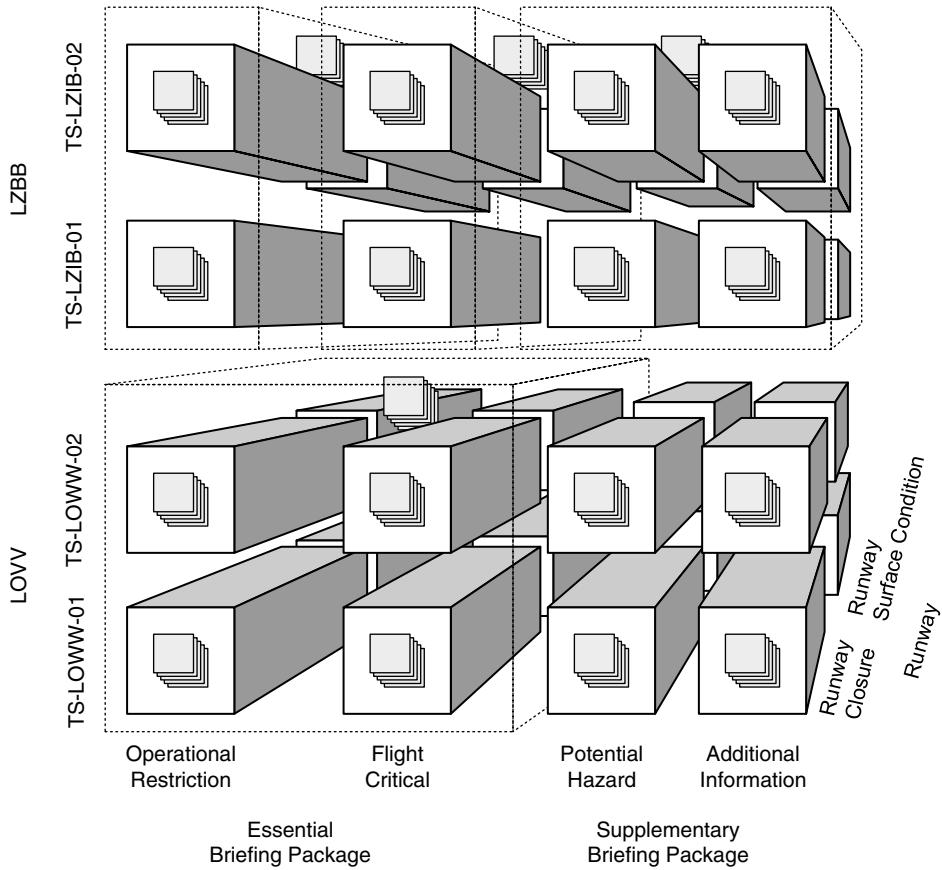 LZBB
TS-LZIB-02
TS-LZIB-01
LOVV
TS-LOWW-02
TS-LOWW-01
Runway
Surface Condition
Runway
Closure
Runway
Operational
Restriction
Flight
Critical
Potential
Hazard
Additional
Information
Essential
Briefing Package
Supplementary
Briefing Package